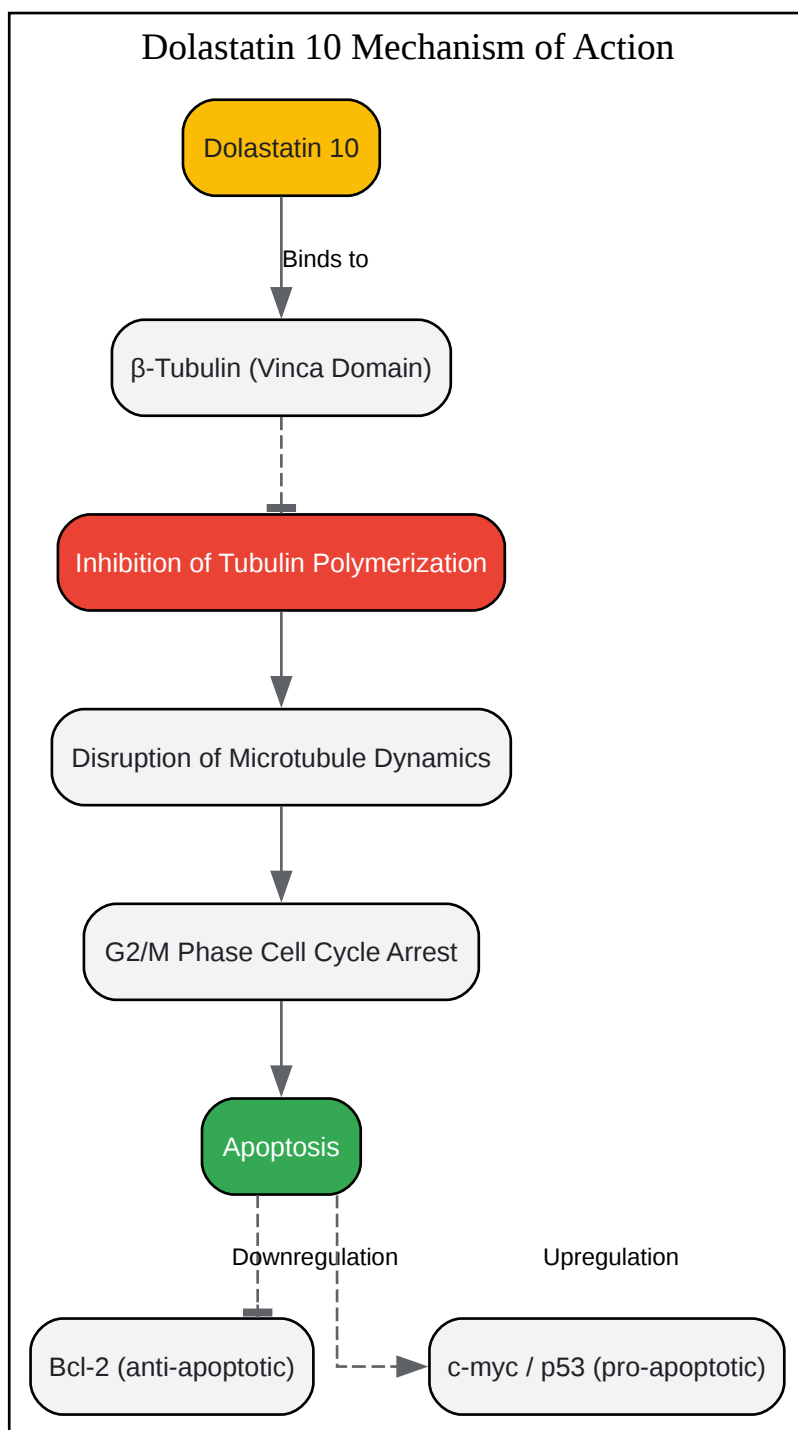 Dolastatin 10 Mechanism of Action
Dolastatin 10
Binds to
β-Tubulin (Vinca Domain)
Inhibition of Tubulin Polymerization
Disruption of Microtubule Dynamics
G2/M Phase Cell Cycle Arrest
Apoptosis
Downregulation
Upregulation
Bcl-2 (anti-apoptotic)
c-myc / p53 (pro-apoptotic)